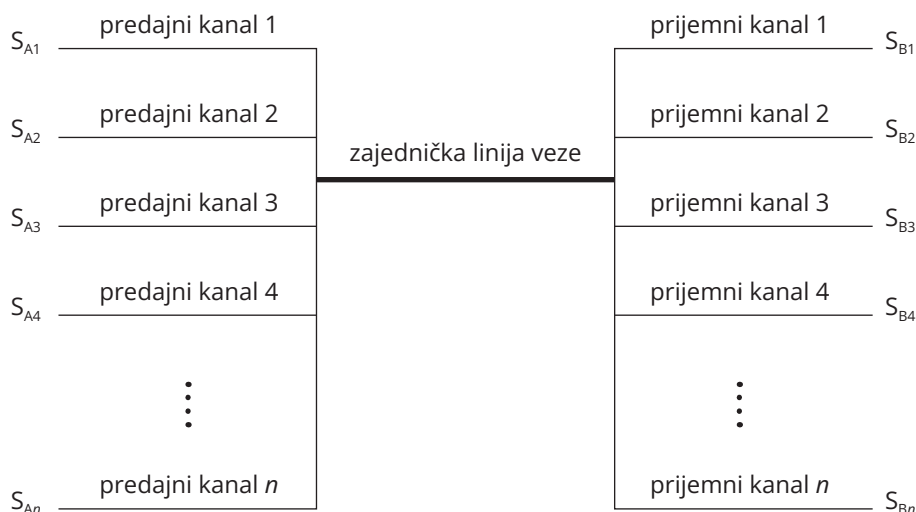 S_A1 predajni kanal 1 prijemni kanal 1 S_B1
S_A2 predajni kanal 2 prijemni kanal 2 S_B2
zajednička linija veze
S_A3 predajni kanal 3 prijemni kanal 3 S_B3
S_A4 predajni kanal 4 prijemni kanal 4 S_B4
S_An predajni kanal n prijemni kanal n S_Bn